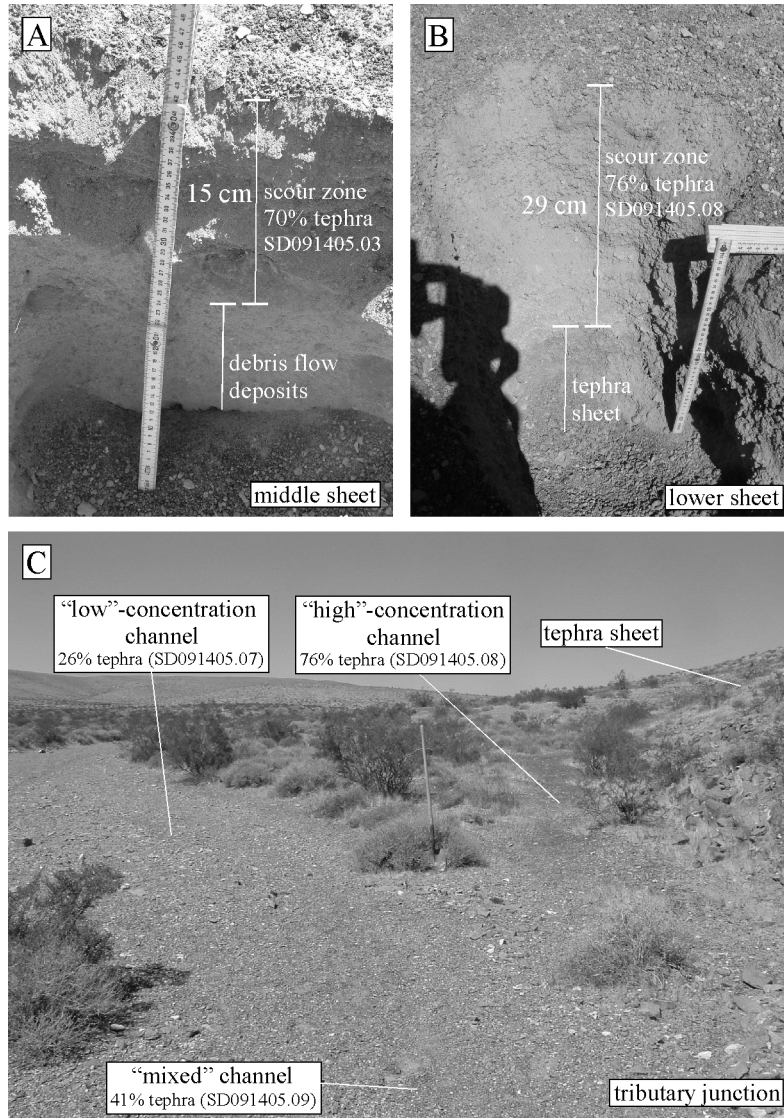 A
15 cm
scour zone
70% tephra
SD091405.03
debris flow
deposits
middle sheet
B
29 cm
scour zone
76% tephra
SD091405.08
tephra
sheet
lower sheet
C
“low”-concentration
channel
26% tephra (SD091405.07)
“high”-concentration
channel
76% tephra (SD091405.08)
tephra sheet
“mixed” channel
41% tephra (SD091405.09)
tributary junction